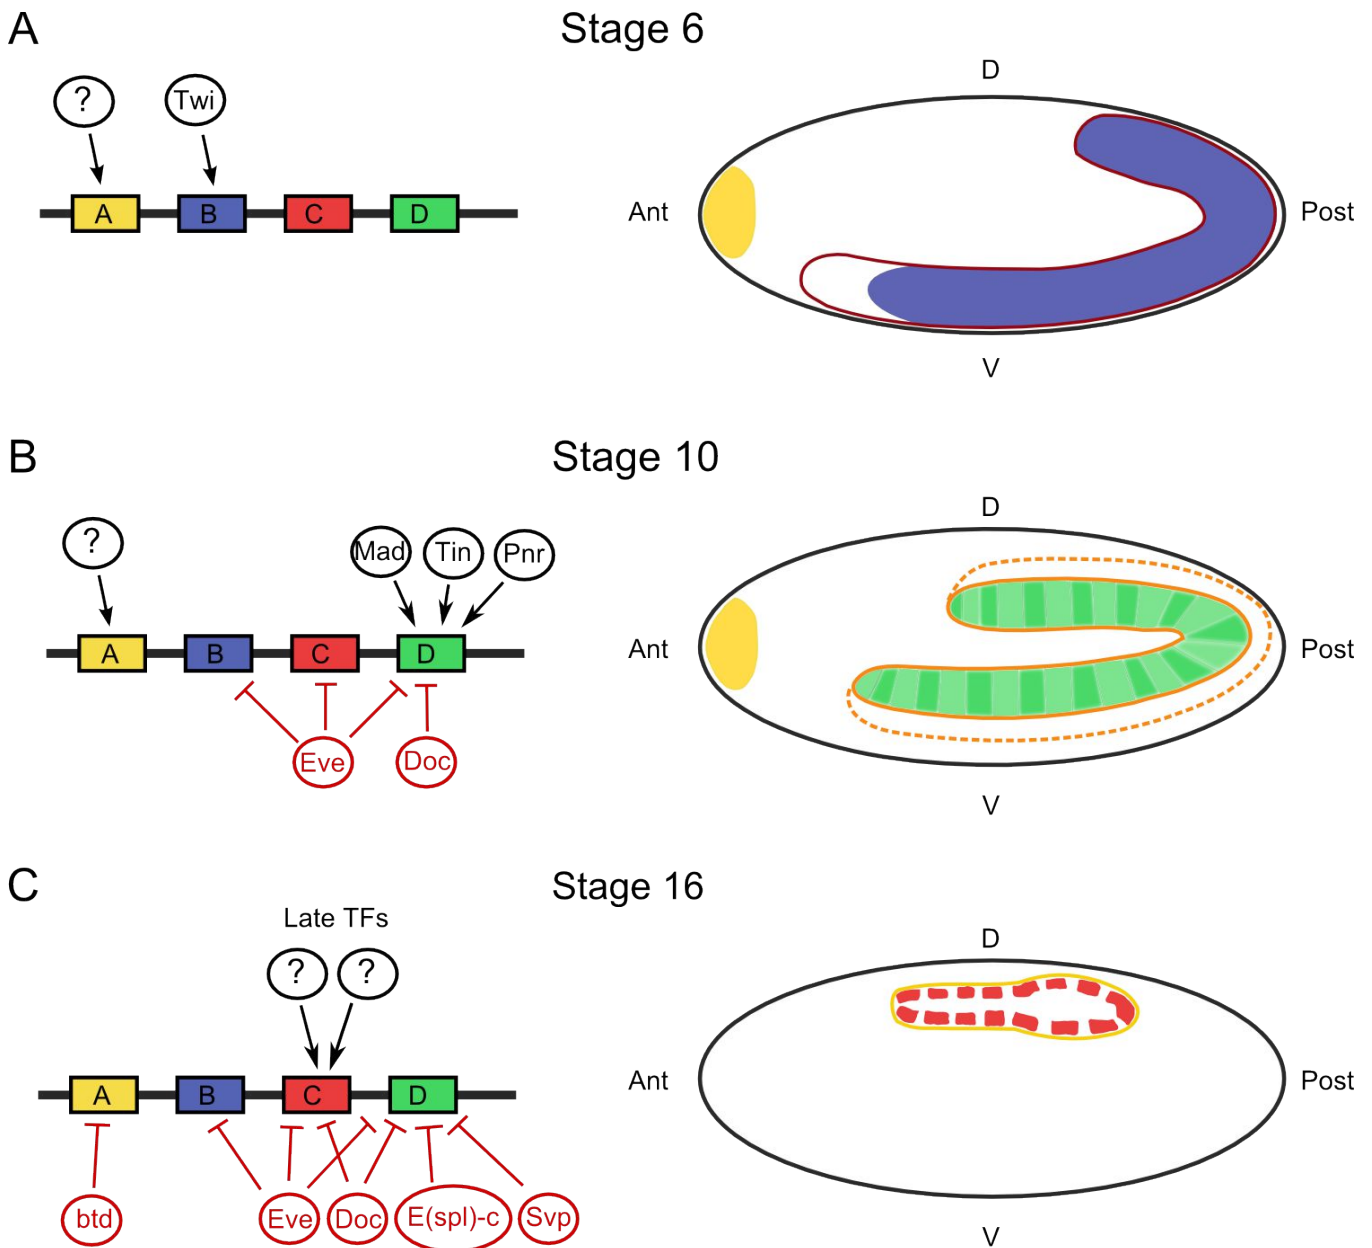 A
Stage 6
? Twi
D
A B C D
Ant Post
V
B
Stage 10
D
? Mad Tin Pnr
A B C D
Ant Post
Eve Doc
V
C
Stage 16
Late TFs
D
? ?
A B C D
Ant Post
btd Eve Doc E(spl)-c Svp
V